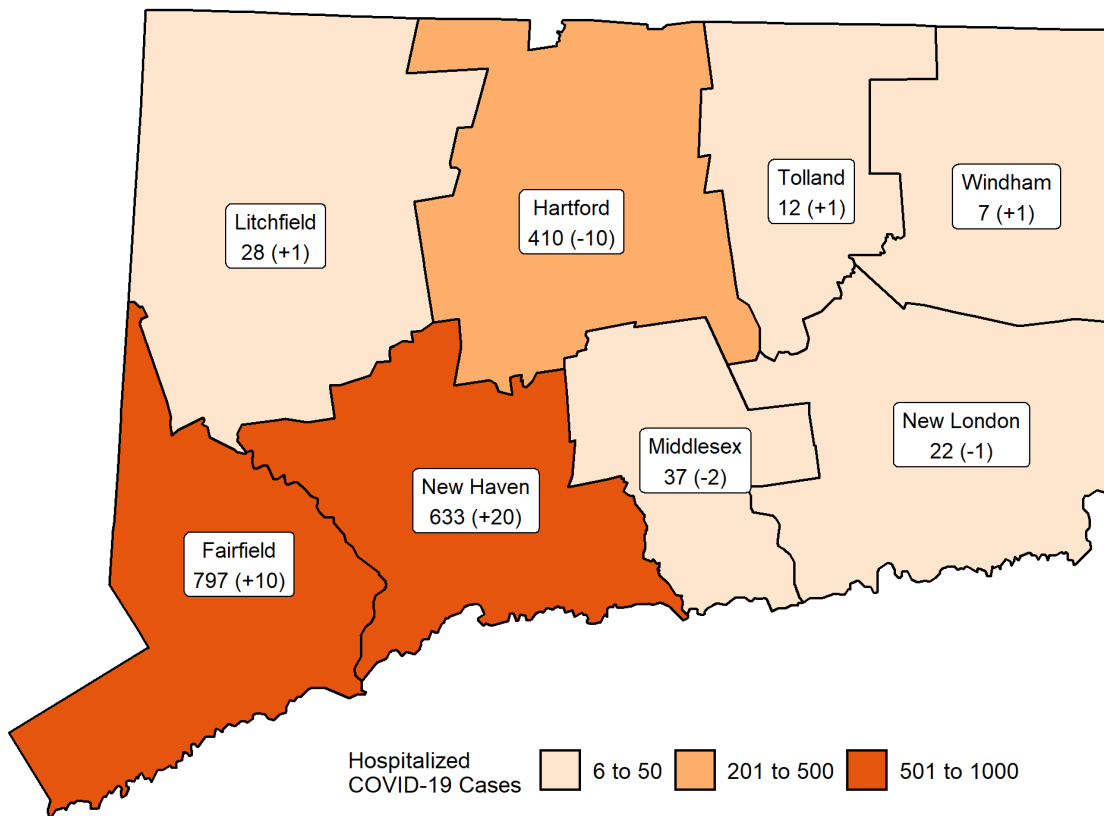 Litchfield
28 (+1)
Hartford
410 (-10)
Tolland
12 (+1)
Windham
7 (+1)
Fairfield
797 (+10)
New Haven
633 (+20)
Middlesex
37 (-2)
New London
22 (-1)
Hospitalized
COVID-19 Cases
6 to 50
201 to 500
501 to 1000